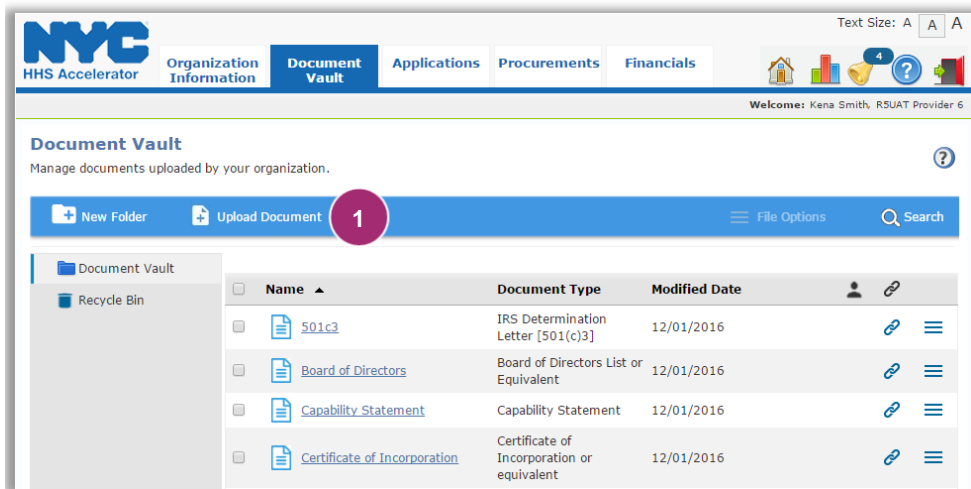 Text Size: A A A
NYC
HHS Accelerator
Organization Information
Document Vault
Applications
Procurements
Financials
4
?
Welcome: Kena Smith, R5UAT Provider 6
Document Vault
?
Manage documents uploaded by your organization.
New Folder
Upload Document
1
File Options
Search
Document Vault
Recycle Bin
Name ▲ Document Type Modified Date
501c3
IRS Determination
Letter [501(c)3]
12/01/2016
Board of Directors
Board of Directors List or
Equivalent
12/01/2016
Capability Statement
Capability Statement
12/01/2016
Certificate of Incorporation
Certificate of
Incorporation or
equivalent
12/01/2016